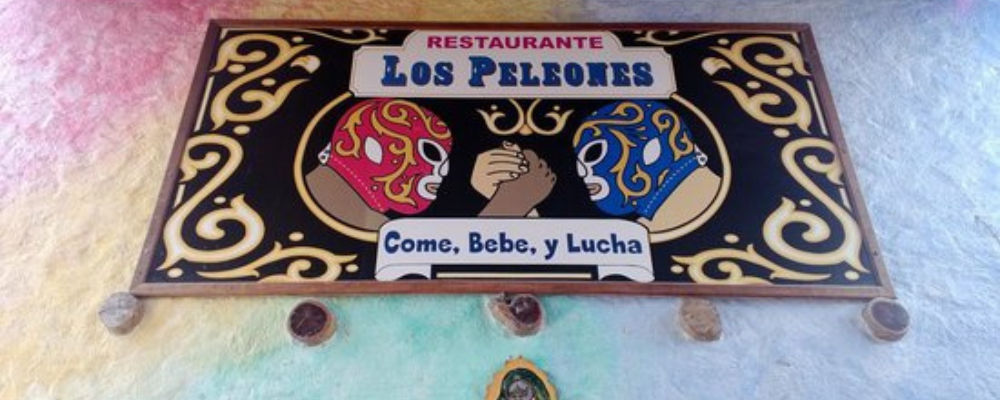 RESTAURANTE
LOS PELEONES
Come, Bebe, y Lucha